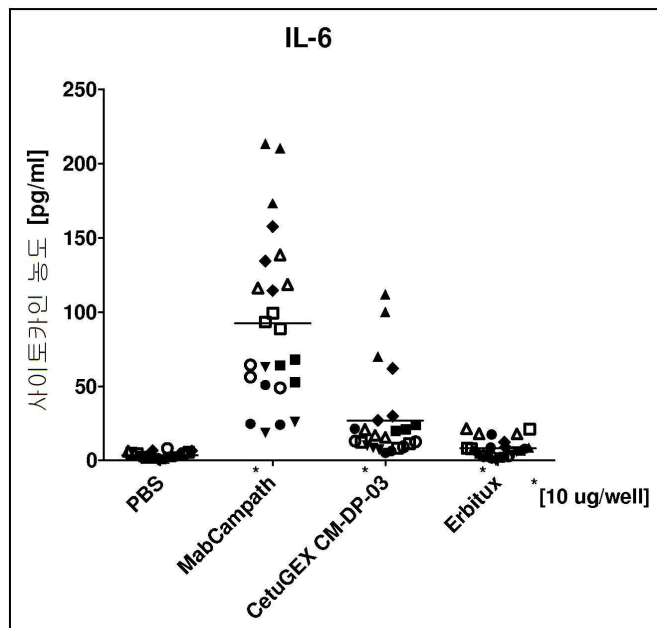 IL-6
사이토카인 농도 [pg/ml]
250
200
150
100
50
0
PBS
MabCampath
*
CetuGEX CM-DP-03
*
Erbitux
*
*[10 ug/well]